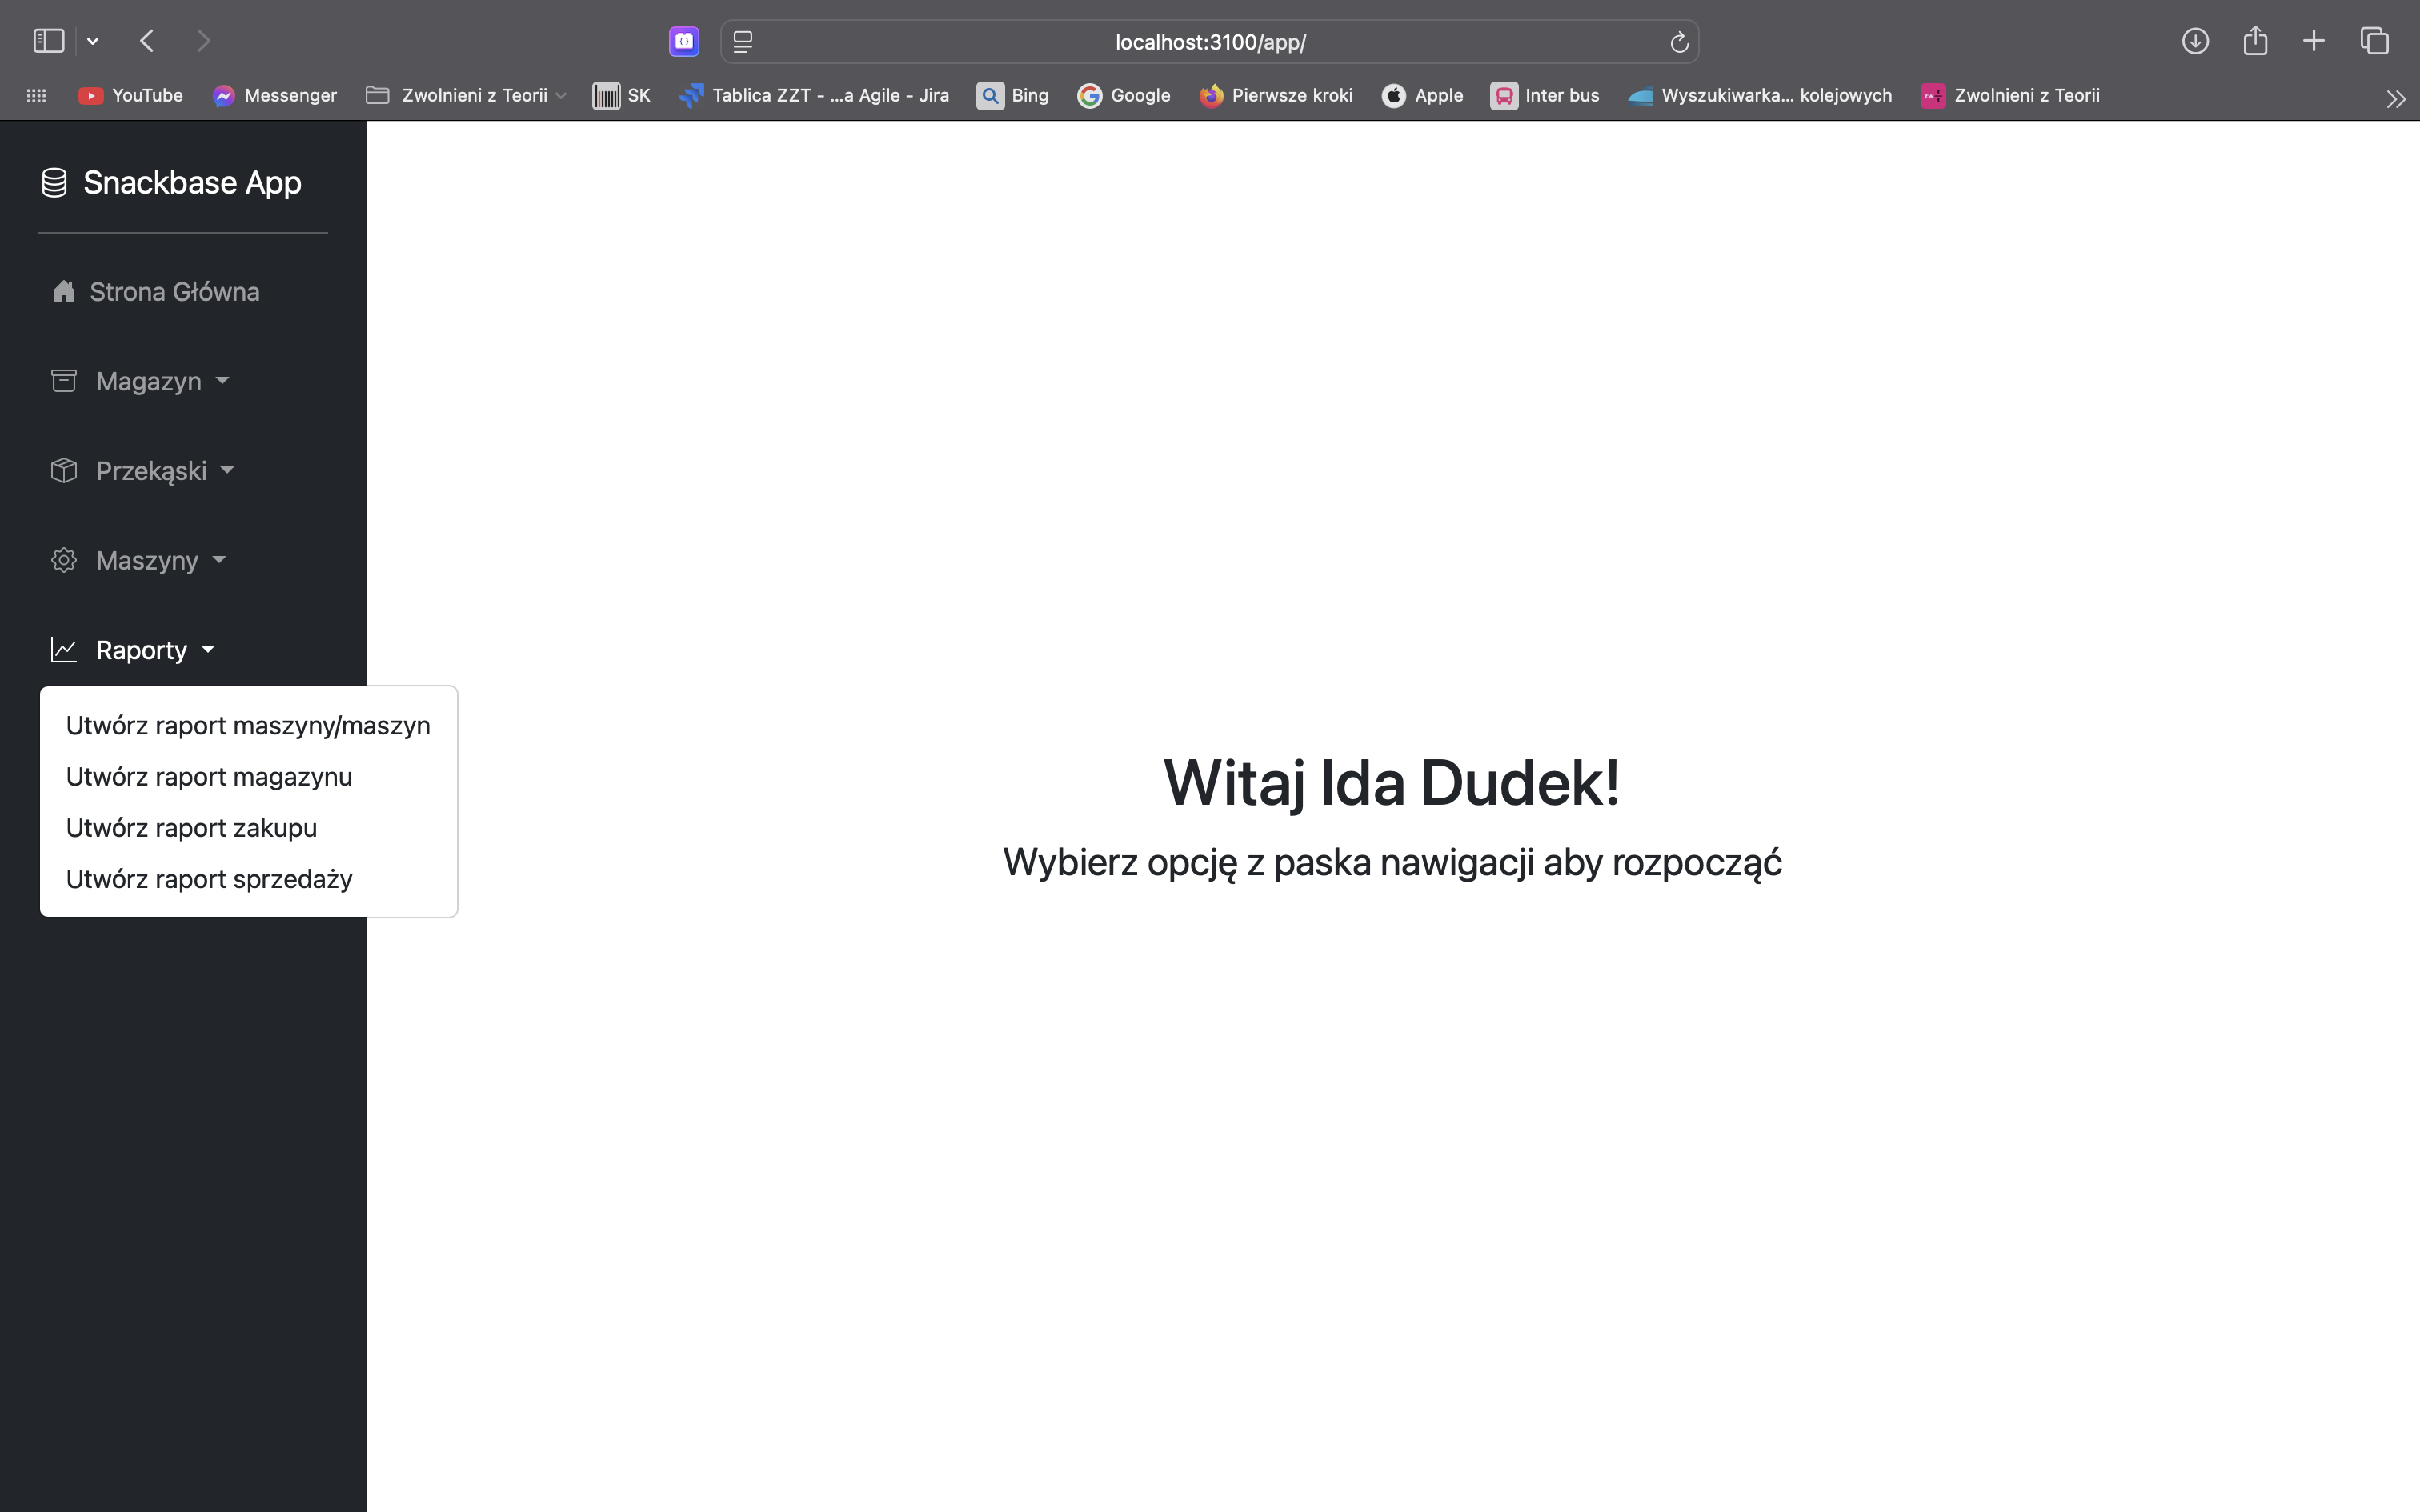 localhost:3100/app/
YouTube
Messenger
Zwolnieni z Teorii
SK
Tablica ZZT - ...a Agile - Jira
Bing
Google
Pierwsze kroki
Apple
Inter bus
Wyszukiwarka... kolejowych
Zwolnieni z Teorii
Snackbase App
Strona Główna
Magazyn
Przekąski
Maszyny
Raporty
Utwórz raport maszyny/maszyn
Utwórz raport magazynu
Utwórz raport zakupu
Utwórz raport sprzedaży
Witaj Ida Dudek!
Wybierz opcję z paska nawigacji aby rozpocząć